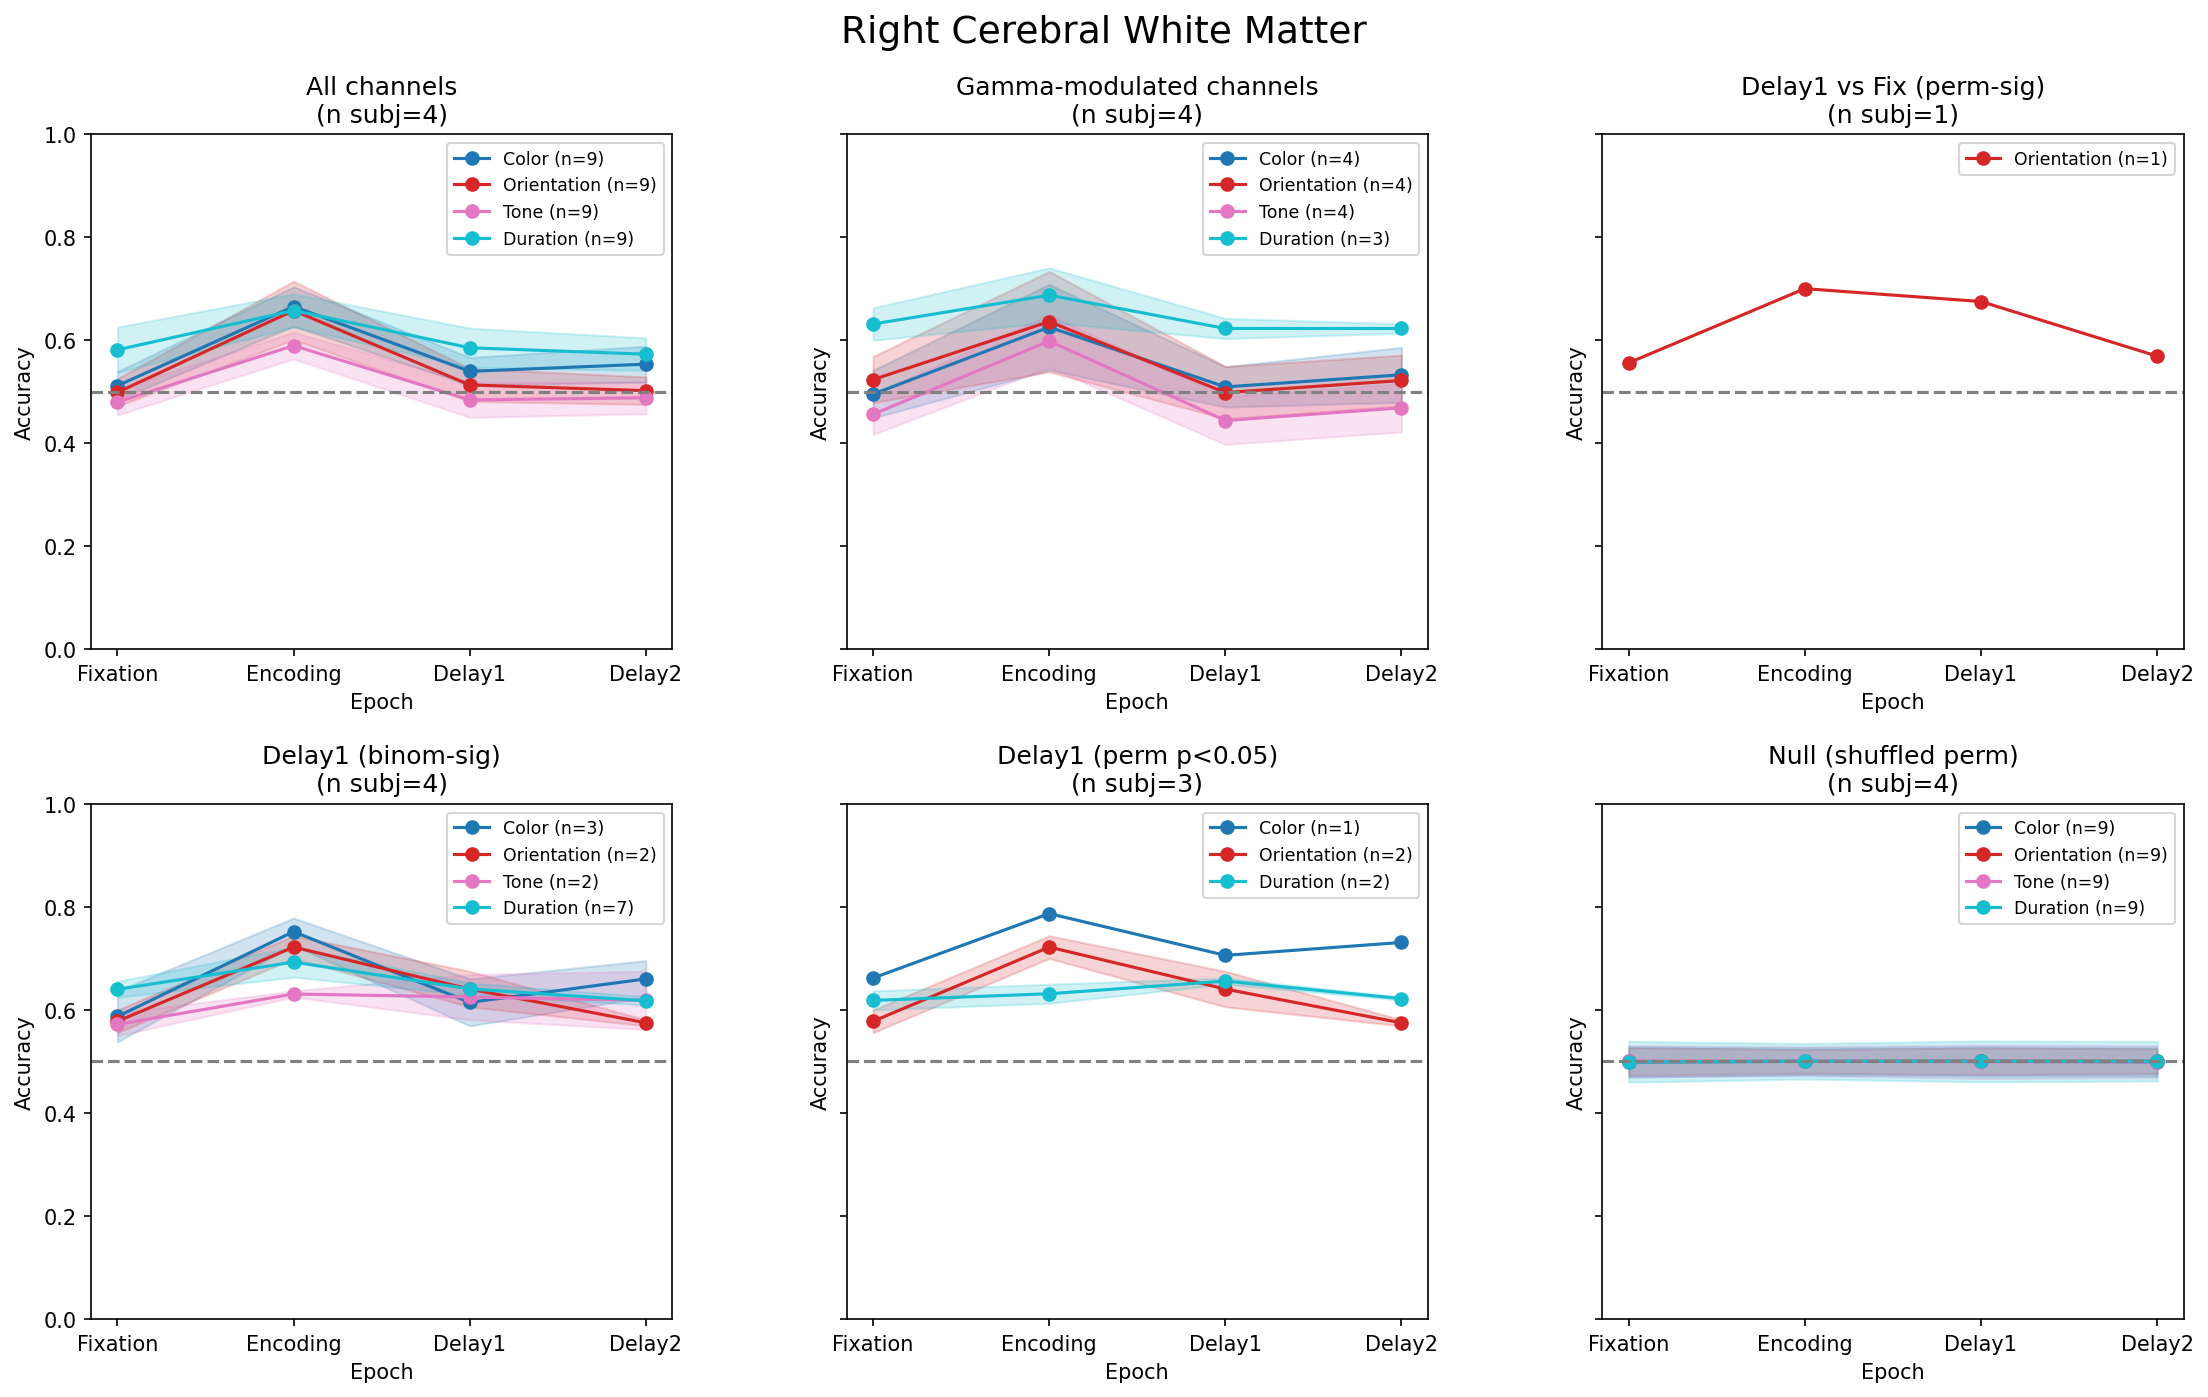 Right Cerebral White Matter
All channels
(n subj=4)
1.0
0.8
0.6
0.4
0.2
0.0
Accuracy
Color (n=9)
Orientation (n=9)
Tone (n=9)
Duration (n=9)
Fixation Encoding Delay1 Delay2
Epoch
Gamma-modulated channels
(n subj=4)
Accuracy
Color (n=4)
Orientation (n=4)
Tone (n=4)
Duration (n=3)
Fixation Encoding Delay1 Delay2
Epoch
Delay1 vs Fix (perm-sig)
(n subj=1)
Accuracy
Orientation (n=1)
Fixation Encoding Delay1 Delay2
Epoch
Delay1 (binom-sig)
(n subj=4)
1.0
0.8
0.6
0.4
0.2
0.0
Accuracy
Color (n=3)
Orientation (n=2)
Tone (n=2)
Duration (n=7)
Fixation Encoding Delay1 Delay2
Epoch
Delay1 (perm p<0.05)
(n subj=3)
Accuracy
Color (n=1)
Orientation (n=2)
Duration (n=2)
Fixation Encoding Delay1 Delay2
Epoch
Null (shuffled perm)
(n subj=4)
Accuracy
Color (n=9)
Orientation (n=9)
Tone (n=9)
Duration (n=9)
Fixation Encoding Delay1 Delay2
Epoch